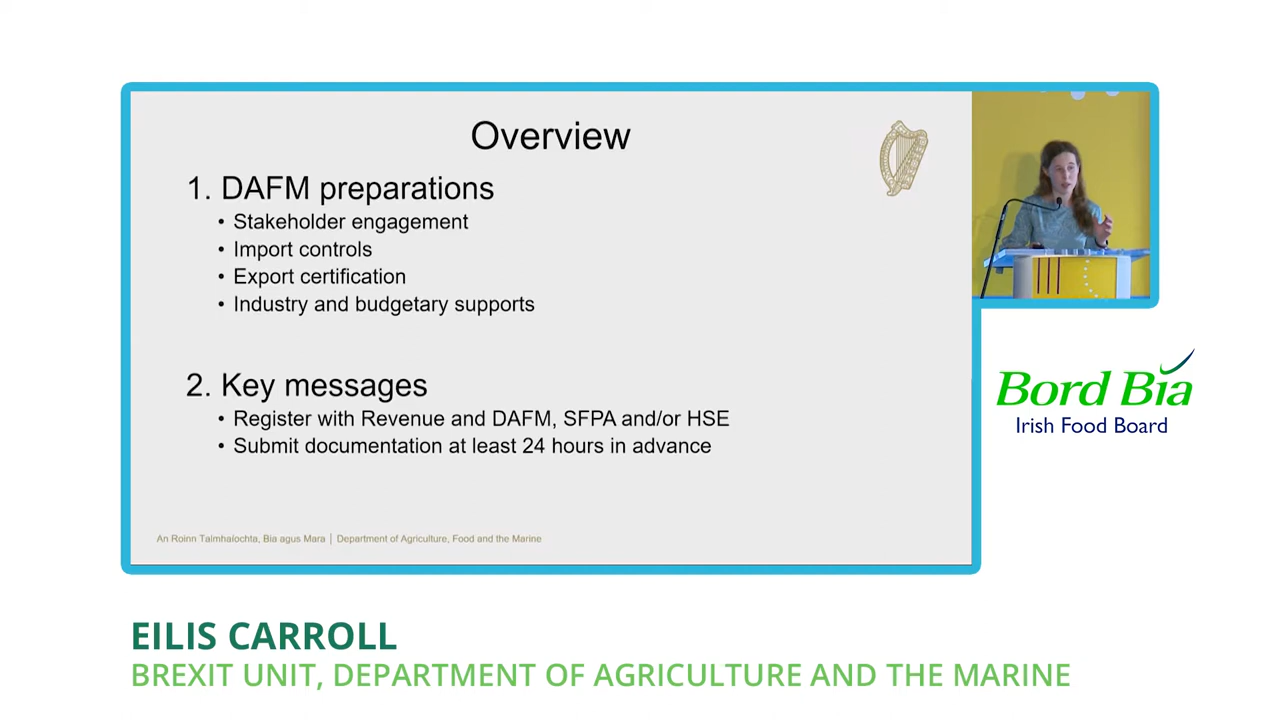 Overview
1. DAFM preparations
• Stakeholder engagement
• Import controls
• Export certification
• Industry and budgetary supports
2. Key messages
• Register with Revenue and DAFM, SFPA and/or HSE
• Submit documentation at least 24 hours in advance
An Roinn Talmhaíochta, Bia agus Mara | Department of Agriculture, Food and the Marine
Bord Bia
Irish Food Board
EILIS CARROLL
BREXIT UNIT, DEPARTMENT OF AGRICULTURE AND THE MARINE